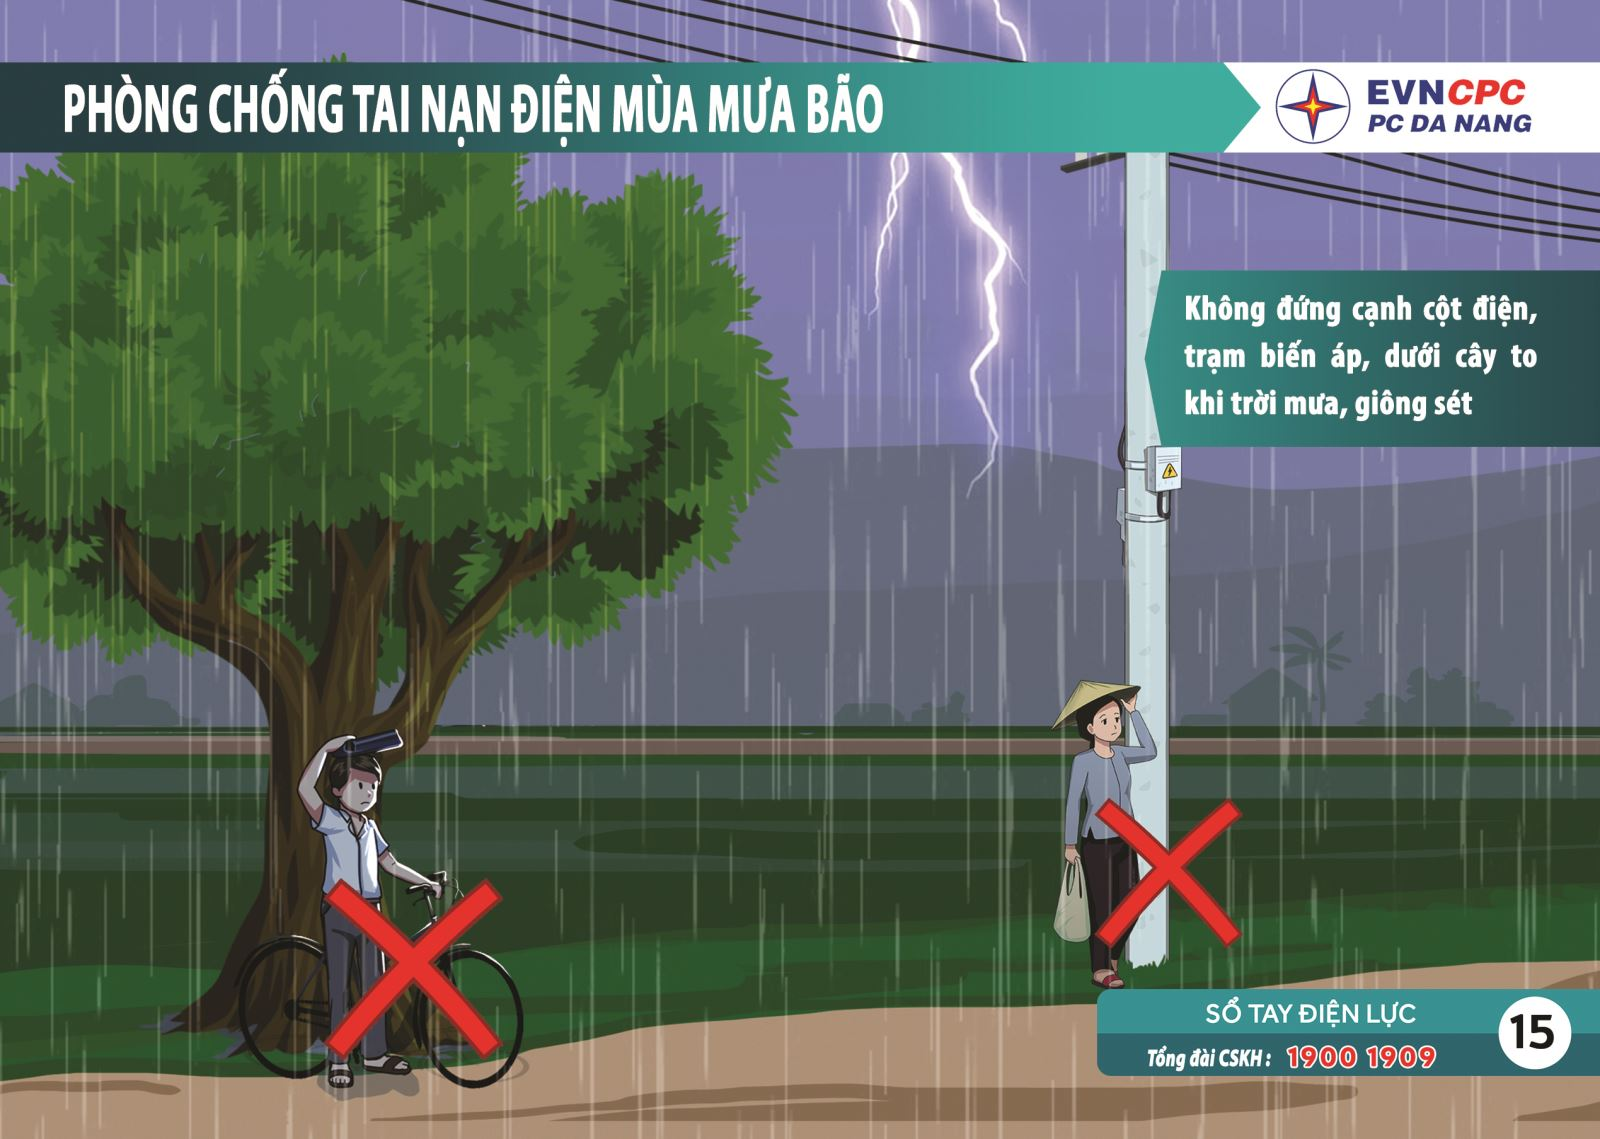 PHÒNG CHỐNG TAI NẠN ĐIỆN MÙA MƯA BÃO
EVNCPC
PC DA NANG
Không đứng cạnh cột điện,
trạm biến áp, dưới cây to
khi trời mưa, giông sét
SỔ TAY ĐIỆN LỰC
Tổng đài CSKH : 1900 1909
15